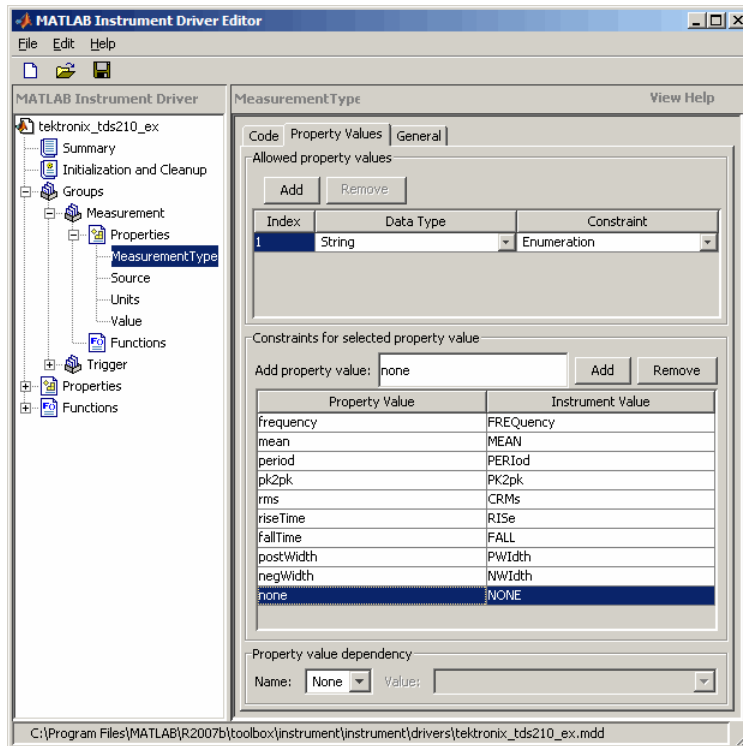 MATLAB Instrument Driver Editor
File Edit Help
MATLAB Instrument Driver
MeasurementType
View Help
tektronix_tds210_ex
Summary
Initialization and Cleanup
Groups
Measurement
Properties
MeasurementType
Source
Units
Value
Functions
Trigger
Properties
Functions
Code Property Values General
Allowed property values
Add Remove
Index Data Type Constraint
1 String Enumeration
Constraints for selected property value
Add property value: none Add Remove
Property Value Instrument Value
frequency FREQuency
mean MEAN
period PERIod
pk2pk PK2pk
rms CRMs
riseTime RISe
fallTime FALL
postWidth PWIdth
negWidth NWIdth
none NONE
Property value dependency
Name: None Value:
C:\Program Files\MATLAB\R2007b\toolbox\instrument\instrument\drivers\tektronix_tds210_ex.mdd